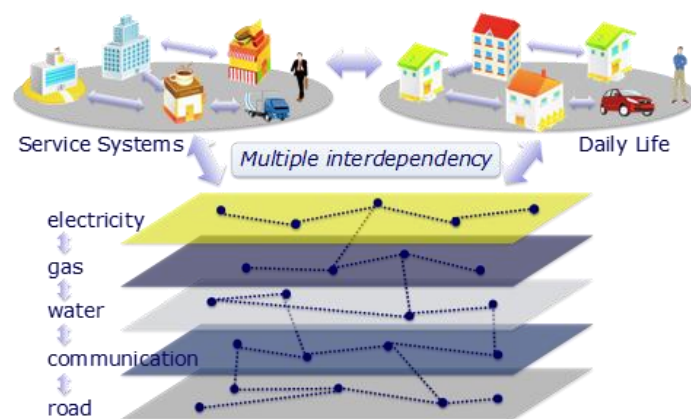 Service Systems
Daily Life
Multiple interdependency
electricity
gas
water
communication
road